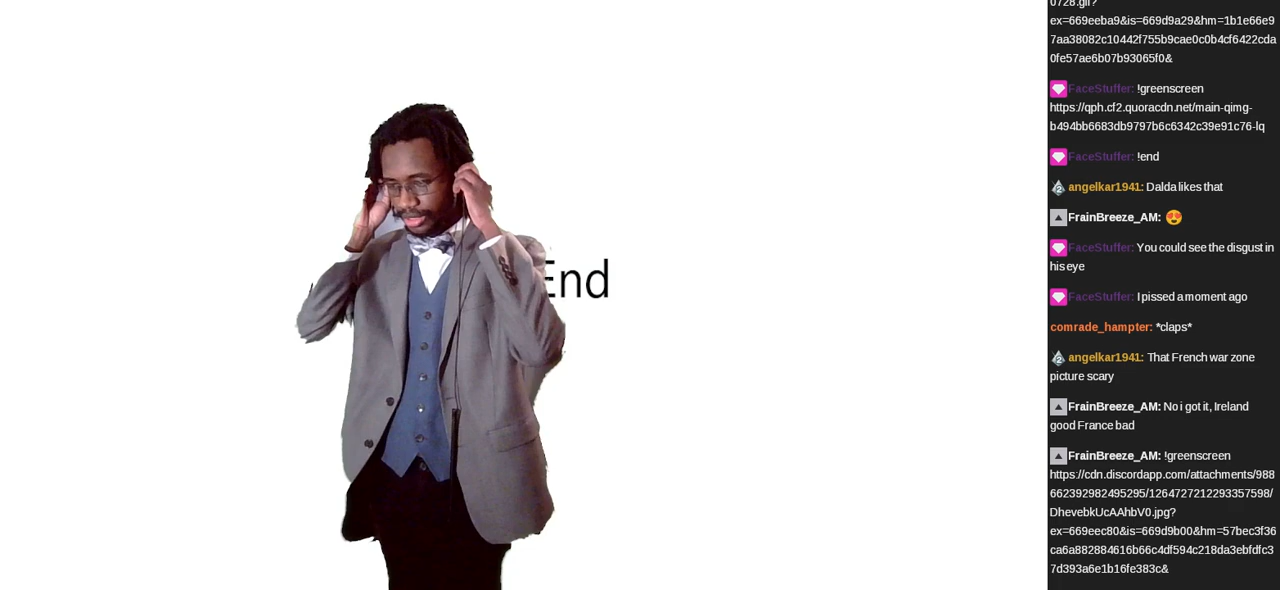 End
0728.gif?
ex=669eeba9&is=669d9a29&hm=1b1e66e9
7aa38082c10442f755b9cae0c0b4cf6422cda
0fe57ae6b07b93065f0&
FaceStuffer: !greenscreen
https://qph.cf2.quoracdn.net/main-qimg-
b494bb6683db9797b6c6342c39e91c76-lq
FaceStuffer: !end
angelkar1941: Dalda likes that
FrainBreeze_AM: 😍
FaceStuffer: You could see the disgust in
his eye
FaceStuffer: I pissed a moment ago
comrade_hampter: *claps*
2 angelkar1941: That French war zone
picture scary
FrainBreeze_AM: No i got it, Ireland
good France bad
FrainBreeze_AM: !greenscreen
https://cdn.discordapp.com/attachments/988
662392982495295/1264727212293357598/
DhevebkUcAAhbV0.jpg?
ex=669eec80&is=669d9b00&hm=57bec3f36
ca6a882884616b66c4df594c218da3ebfdfc3
7d393a6e1b16fe383c&